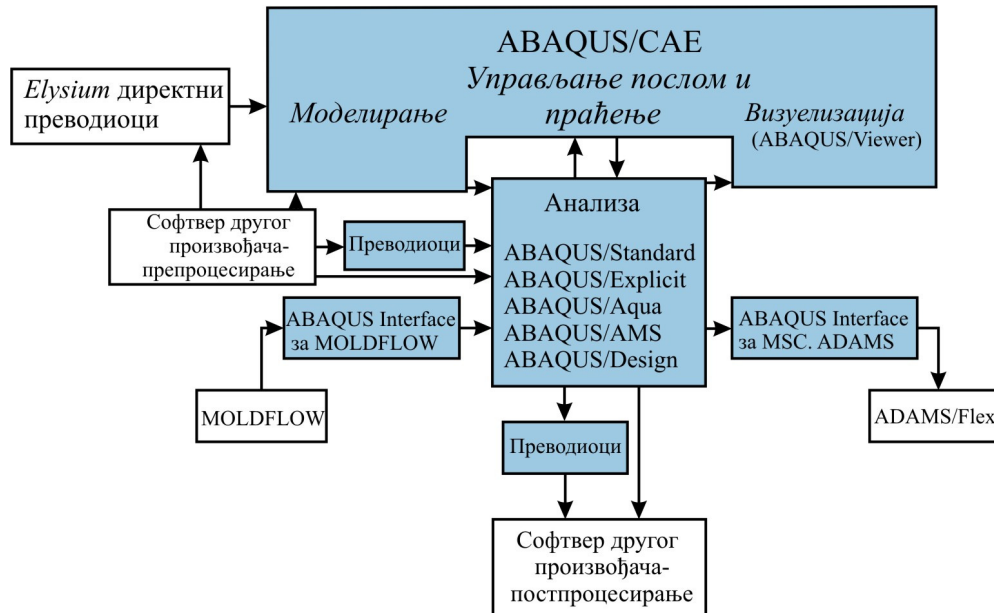 ABAQUS/CAE
Управљање послом и
праћење
Моделирање
Визуелизација
(ABAQUS/Viewer)
Elysium директни
преводиоци
Софтвер другог
произвођача-
препроцесирање
Преводиоци
Анализа
ABAQUS/Standard
ABAQUS/Explicit
ABAQUS/Aqua
ABAQUS/AMS
ABAQUS/Design
ABAQUS Interface
за MOLDFLOW
ABAQUS Interface
за MSC. ADAMS
MOLDFLOW
ADAMS/Flex
Преводиоци
Софтвер другог
произвођача-
постпроцесирање